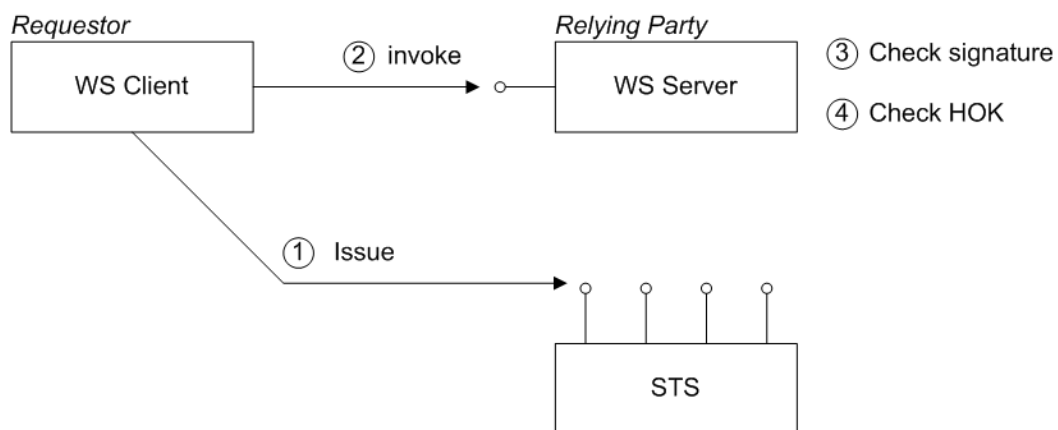 Requestor
Relying Party
WS Client
2 invoke
WS Server
3 Check signature
4 Check HOK
1 Issue
STS